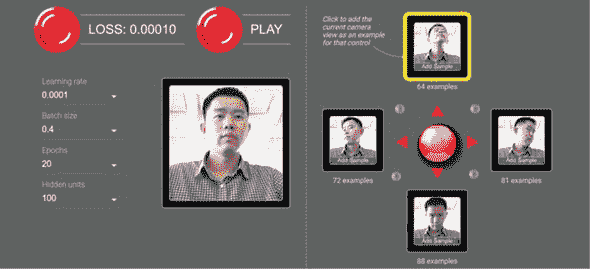 LOSS: 0.00010
PLAY
Learning rate
0.0001
Batch size
0.4
Epochs
20
Hidden units
100
Click to add the
current camera
view as an example
for that control
Add Sample
64 examples
Add Sample
72 examples
Add Sample
81 examples
Add Sample
88 examples